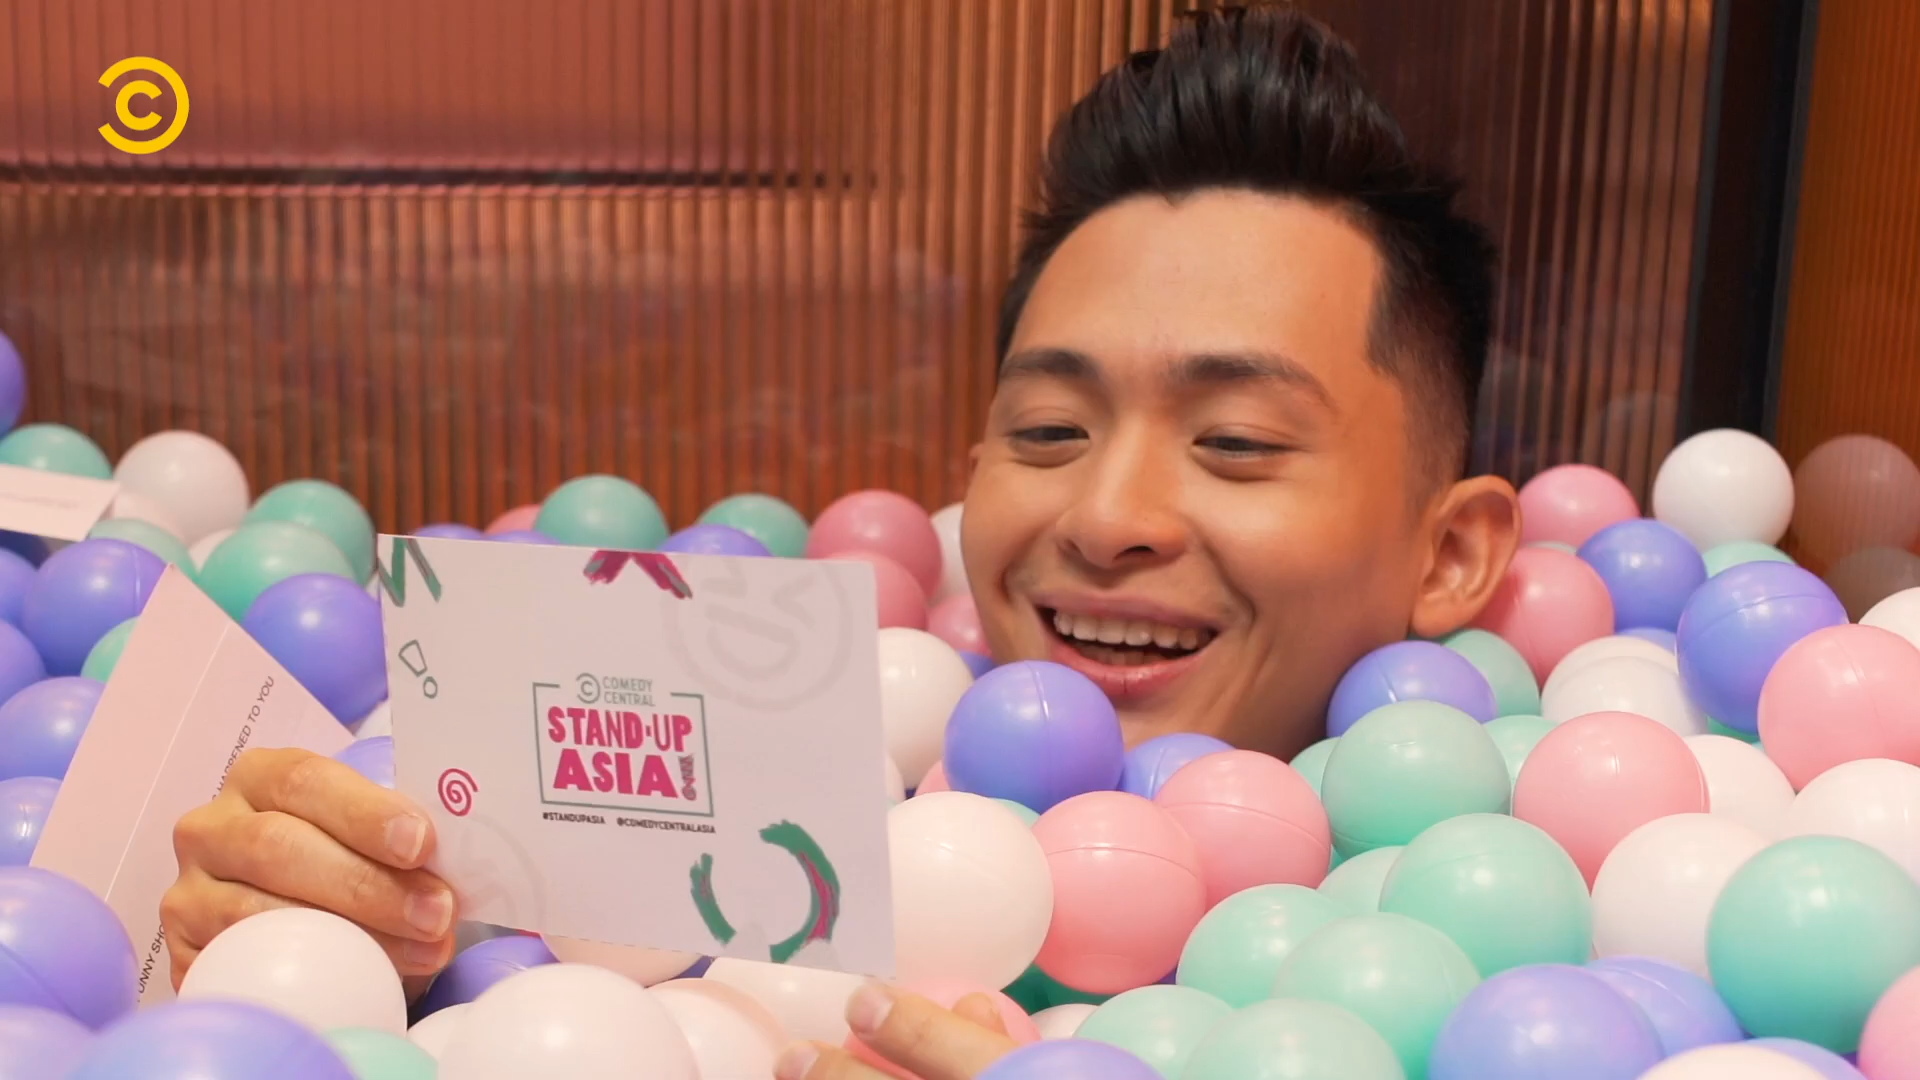 COMEDY
CENTRAL
STAND-UP
ASIA
#STANDUPASIA @COMEDYCENTRALASIA
HAPPENED TO YOU